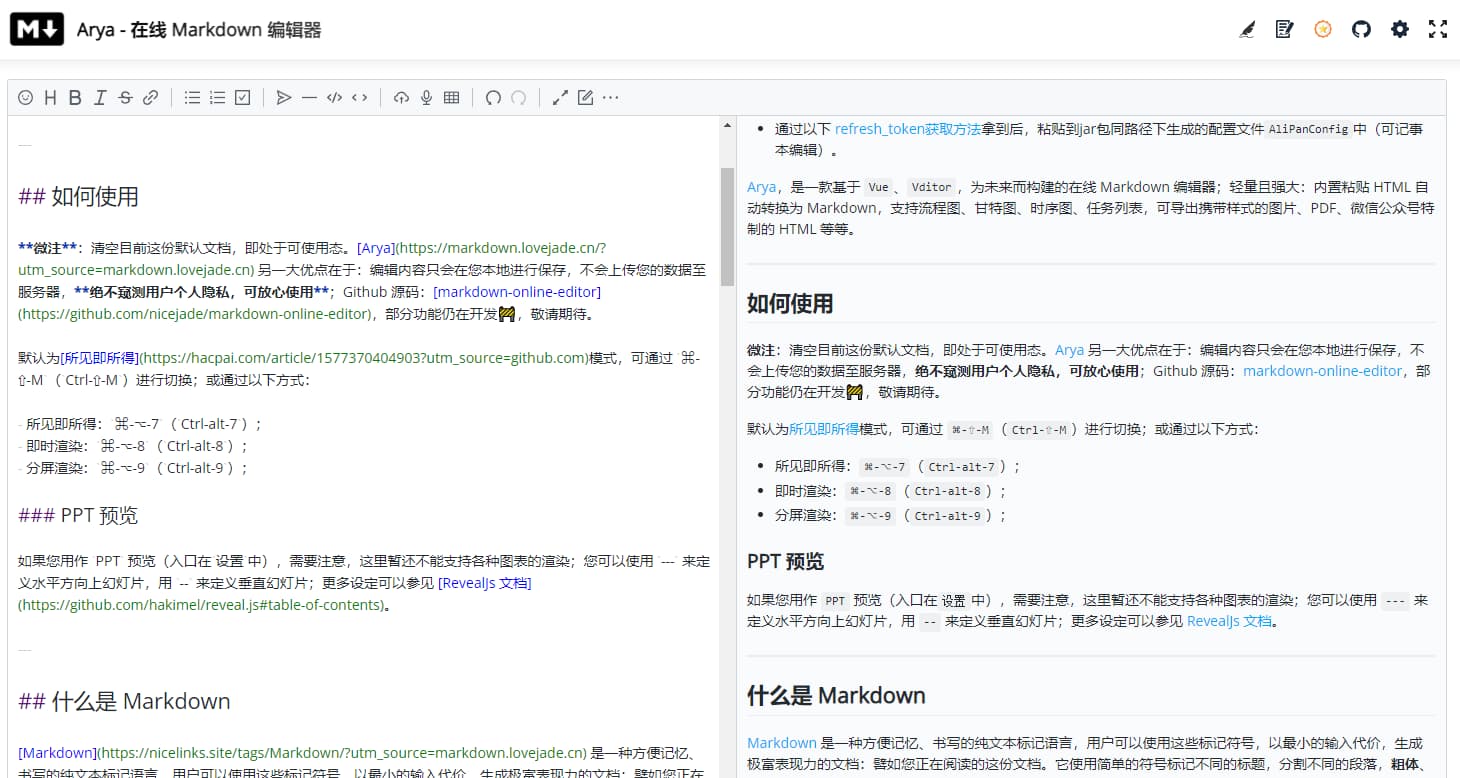 Arya - 在线 Markdown 编辑器
## 如何使用
**微注**：清空目前这份默认文档，即处于可使用态。[Arya](https://markdown.lovejade.cn/?
utm_source=markdown.lovejade.cn) 另一大优点在于：编辑内容只会在您本地进行保存，不会上传您的数据至
服务器，**绝不窥测用户个人隐私，可放心使用**；Github 源码：[markdown-online-editor]
(https://github.com/nicejade/markdown-online-editor)，部分功能仍在开发🚧，敬请期待。
默认为[所见即所得](https://hacpai.com/article/1577370404903?utm_source=github.com)模式，可通过 `⌘-
⇧-M`（`Ctrl-⇧-M`）进行切换；或通过以下方式：
- 所见即所得：`⌘-⌥-7`（`Ctrl-alt-7`）；
- 即时渲染：`⌘-⌥-8`（`Ctrl-alt-8`）；
- 分屏渲染：`⌘-⌥-9`（`Ctrl-alt-9`）；
### PPT 预览
如果您用作 `PPT` 预览（入口在`设置`中），需要注意，这里暂还不能支持各种图表的渲染；您可以使用 `---` 来定
义水平方向上幻灯片，用 `--` 来定义垂直幻灯片；更多设定可以参见 [RevealJs 文档]
(https://github.com/hakimel/reveal.js#table-of-contents)。
---
## 什么是 Markdown
[Markdown](https://nicelinks.site/tags/Markdown/?utm_source=markdown.lovejade.cn) 是一种方便记忆、
书写的纯文本标记语言，用户可以使用这些标记符号，以最小的输入代价，生成极富表现力的文档：譬如您正在
• 通过以下 refresh_token获取方法拿到后，粘贴到jar包同路径下生成的配置文件 AliPanConfig 中（可记事
本编辑）。
Arya，是一款基于 Vue、Vditor，为未来而构建的在线 Markdown 编辑器；轻量且强大：内置粘贴 HTML 自
动转换为 Markdown，支持流程图、甘特图、时序图、任务列表，可导出携带样式的图片、PDF、微信公众号特
制的 HTML 等等。
如何使用
微注：清空目前这份默认文档，即处于可使用态。Arya 另一大优点在于：编辑内容只会在您本地进行保存，不
会上传您的数据至服务器，绝不窥测用户个人隐私，可放心使用；Github 源码：markdown-online-editor，部
分功能仍在开发🚧，敬请期待。
默认为所见即所得模式，可通过 ⌘-⇧-M（Ctrl-⇧-M）进行切换；或通过以下方式：
• 所见即所得：⌘-⌥-7（Ctrl-alt-7）；
• 即时渲染：⌘-⌥-8（Ctrl-alt-8）；
• 分屏渲染：⌘-⌥-9（Ctrl-alt-9）；
PPT 预览
如果您用作 PPT 预览（入口在设置中），需要注意，这里暂还不能支持各种图表的渲染；您可以使用 --- 来
定义水平方向上幻灯片，用 -- 来定义垂直幻灯片；更多设定可以参见 RevealJs 文档。
什么是 Markdown
Markdown 是一种方便记忆、书写的纯文本标记语言，用户可以使用这些标记符号，以最小的输入代价，生成
极富表现力的文档：譬如您正在阅读的这份文档。它使用简单的符号标记不同的标题，分割不同的段落，粗体、